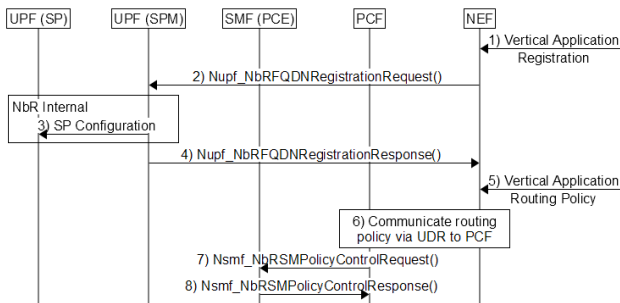 UPF (SP)
UPF (SPM)
SMF (PCE)
PCF
NEF
1) Vertical Application
Registration
2) Nupf_NbRFQDNRegistrationRequest()
NbR Internal
3) SP Configuration
4) Nupf_NbRFQDNRegistrationResponse()
5) Vertical Application
Routing Policy
6) Communicate routing
policy via UDR to PCF
7) Nsmf_NbRSMPolicyControlRequest()
8) Nsmf_NbRSMPolicyControlResponse()